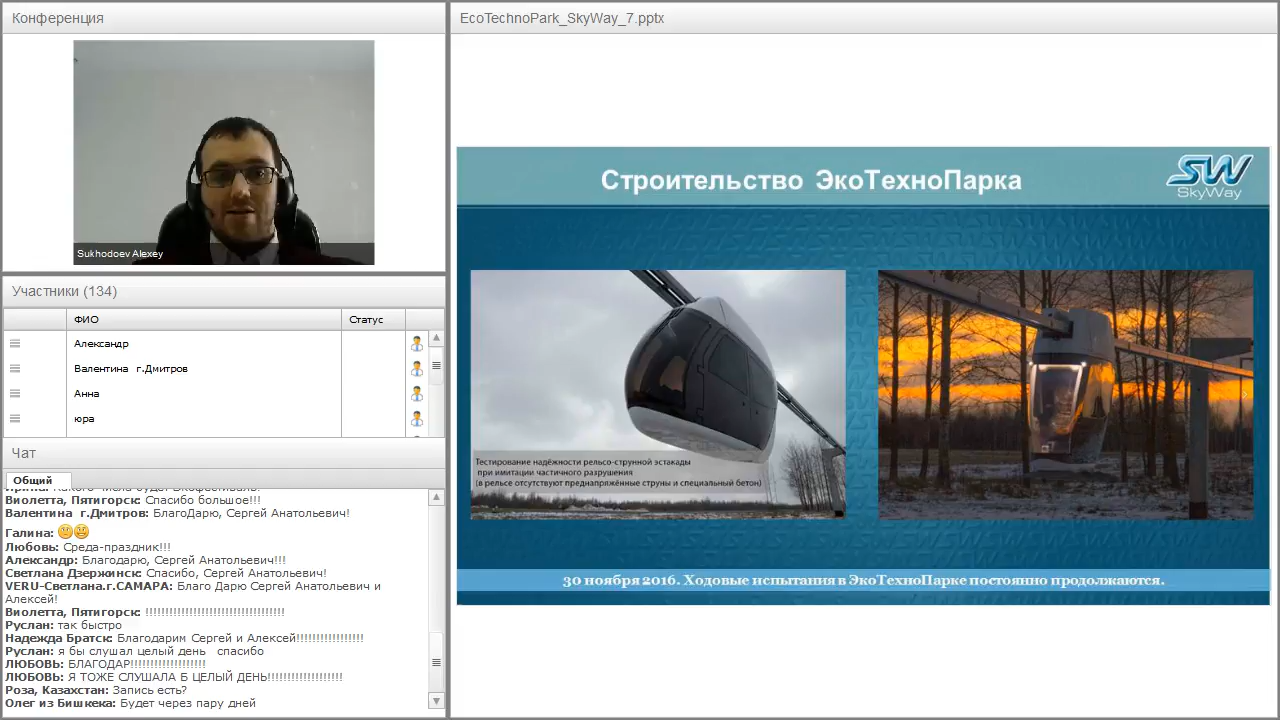 Конференция
Sukhodoev Alexey
Участники (134)
ФИО
Статус
Александр
Валентина г.Дмитров
Анна
юра
Чат
Общий
Виолетта, Пятигорск: Спасибо большое!!!
Валентина г.Дмитров: БлагоДарю, Сергей Анатольевич!
Галина:
Любовь: Среда-праздник!!!
Александр: Благодарю, Сергей Анатольевич!!!
Светлана Дзержинск: Спасибо, Сергей Анатольевич!
VERU-Светлана.г.САМАРА: Благо Дарю Сергей Анатольевич и
Алексей!
Виолетта, Пятигорск: !!!!!!!!!!!!!!!!!!!!!!!!!!!!!!!!!!
Руслан: так быстро
Надежда Братск: Благодарим Сергей и Алексей!!!!!!!!!!!!!!!!!
Руслан: я бы слушал целый день спасибо
ЛЮБОВЬ: БЛАГОДАР!!!!!!!!!!!!!!!!!!!
ЛЮБОВЬ: Я ТОЖЕ СЛУШАЛА Б ЦЕЛЫЙ ДЕНЬ!!!!!!!!!!!!!!!!!!!
Роза, Казахстан: Запись есть?
Олег из Бишкека: Будет через пару дней
EcoTechnoPark_SkyWay_7.pptx
Строительство ЭкоТехноПарка
SW
SkyWay
Тестирование надёжности рельсо-струнной эстакады
при имитации частичного разрушения
(в рельсе отсутствуют преднапряжённые струны и специальный бетон)
30 ноября 2016. Ходовые испытания в ЭкоТехноПарке постоянно продолжаются.